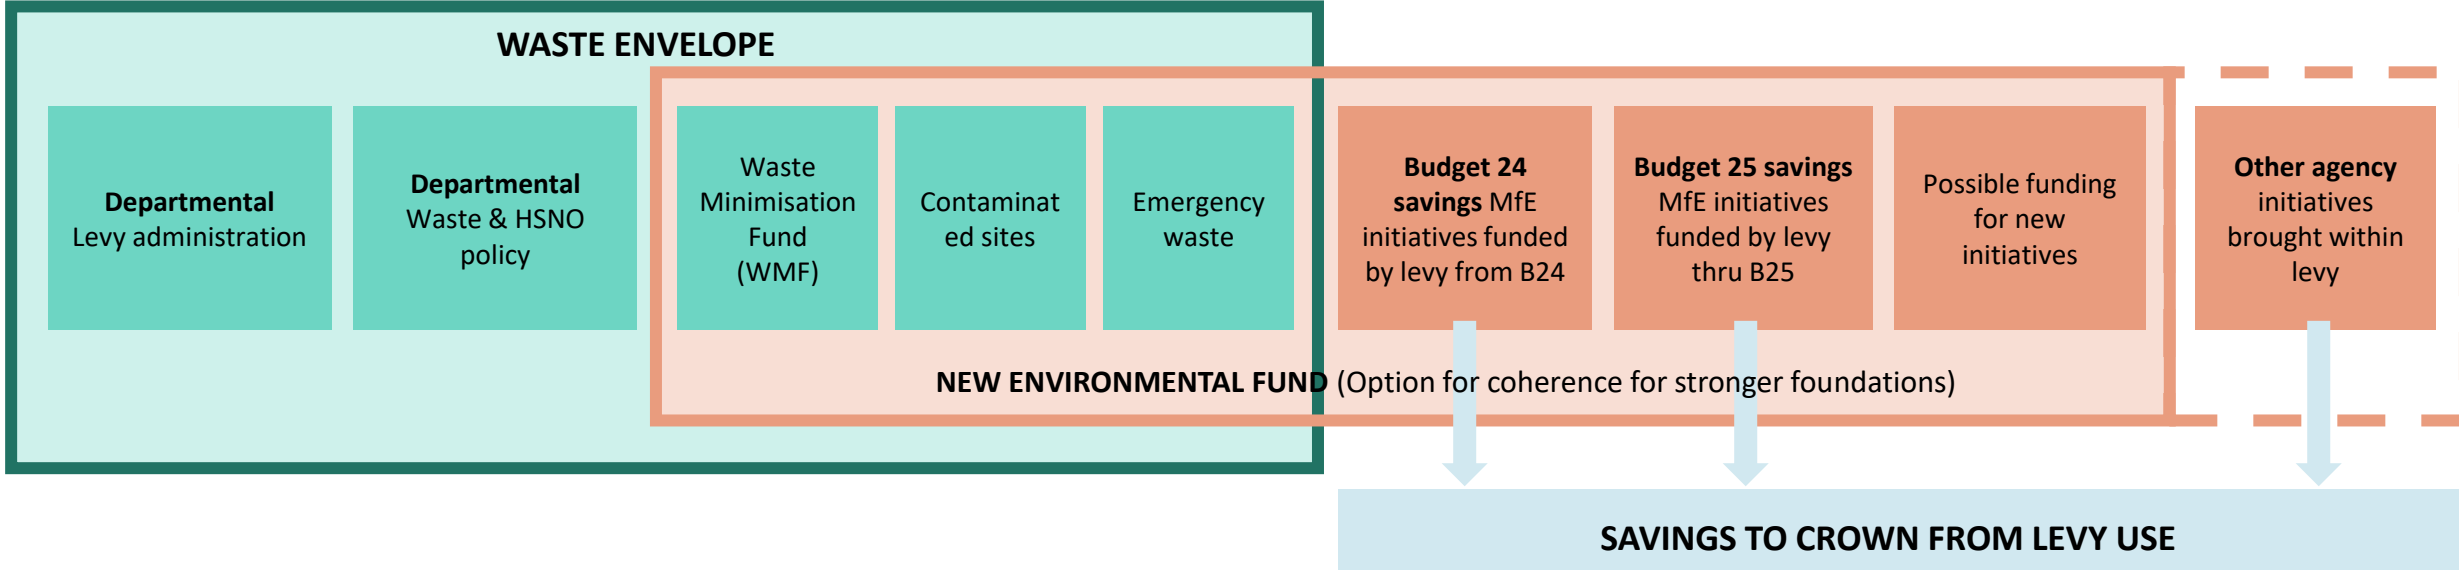 WASTE ENVELOPE
Departmental
Levy administration
Departmental
Waste & HSNO
policy
Waste
Minimisation
Fund
(WMF)
Contaminat
ed sites
Emergency
waste
Budget 24
savings MfE
initiatives funded
by levy from B24
Budget 25 savings
MfE initiatives
funded by levy
thru B25
Possible funding
for new
initiatives
Other agency
initiatives
brought within
levy
NEW ENVIRONMENTAL FUND (Option for coherence for stronger foundations)
SAVINGS TO CROWN FROM LEVY USE